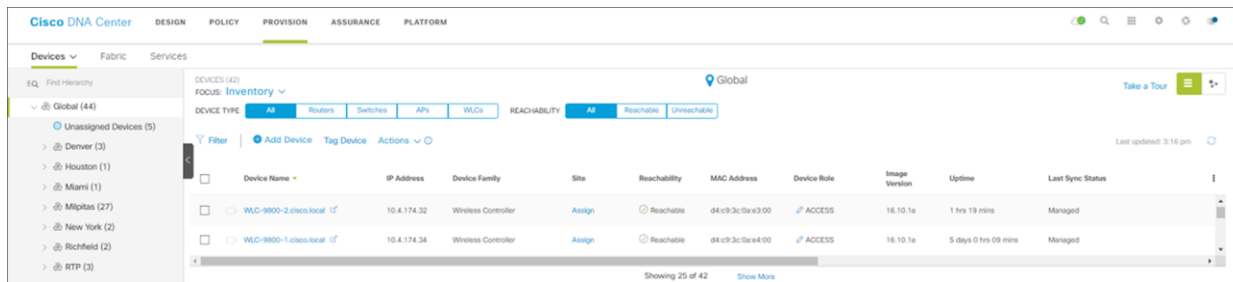 Cisco DNA Center DESIGN POLICY PROVISION ASSURANCE PLATFORM
Devices Fabric Services
Find Hierarchy
Global (44)
Unassigned Devices (5)
Denver (3)
Houston (1)
Miami (1)
Milpitas (27)
New York (2)
Richfield (2)
RTP (3)
DEVICES (42)
FOCUS: Inventory
Global
Take a Tour
DEVICE TYPE All Routers Switches APs WLCs REACHABILITY All Reachable Unreachable
Filter Add Device Tag Device Actions
Last updated: 3:16 pm
Device Name IP Address Device Family Site Reachability MAC Address Device Role Image Version Uptime Last Sync Status
WLC-9800-2.cisco.local 10.4.174.32 Wireless Controller Assign Reachable d4:c9:3c:0a:e3:00 ACCESS 16.10.1e 1 hrs 19 mins Managed
WLC-9800-1.cisco.local 10.4.174.34 Wireless Controller Assign Reachable d4:c9:3c:0a:e4:00 ACCESS 16.10.1e 5 days 0 hrs 09 mins Managed
Showing 25 of 42 Show More